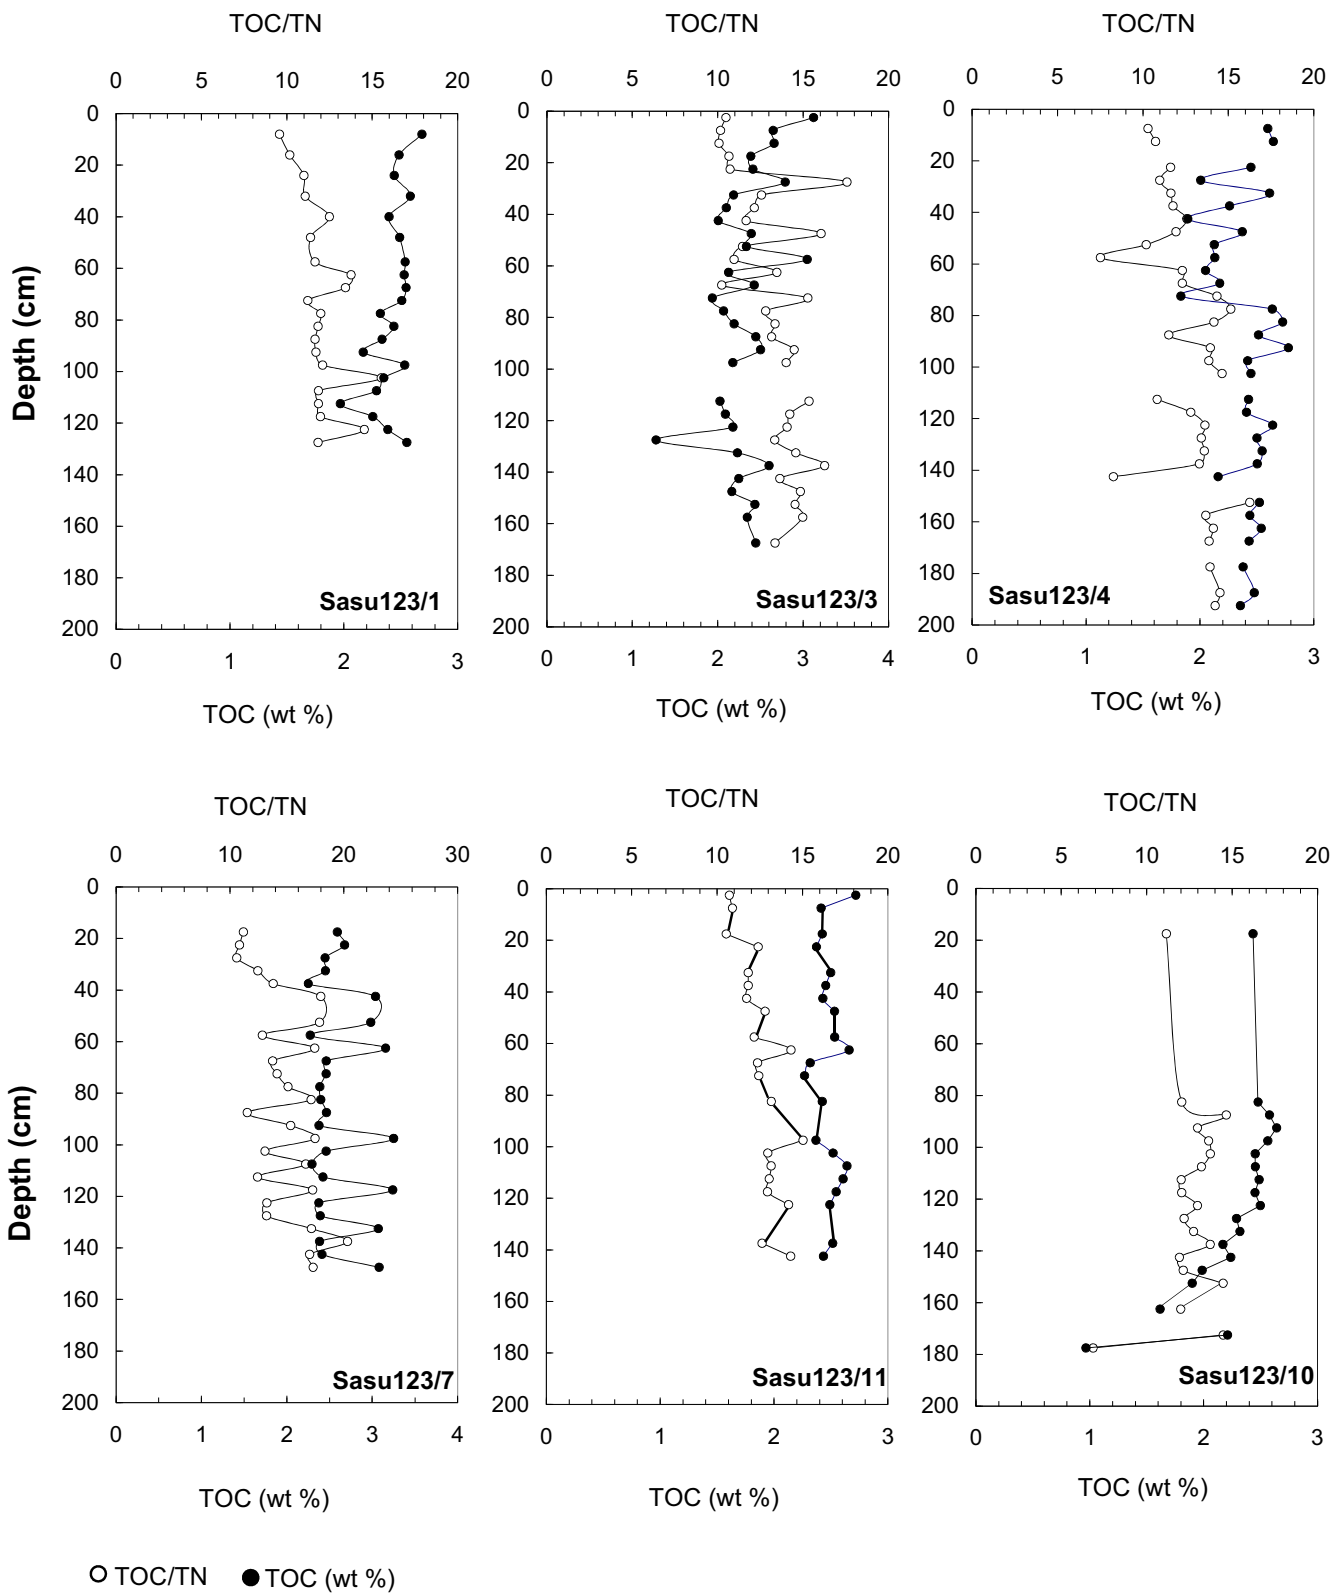 TOC/TN TOC/TN TOC/TN
0 5 10 15 20 0 5 10 15 20 0 5 10 15 20
0 0 0
20 20 20
40 40 40
60 60 60
80 80 80
100 100 100
120 120 120
140 140 140
160 160 160
180 180 180
200 200 200
Depth (cm)
Sasu123/1 Sasu123/3 Sasu123/4
0 1 2 3 0 1 2 3 4 0 1 2 3
TOC (wt %) TOC (wt %) TOC (wt %)
TOC/TN TOC/TN TOC/TN
0 10 20 30 0 5 10 15 20 0 5 10 15 20
0 0 0
20 20 20
40 40 40
60 60 60
80 80 80
100 100 100
120 120 120
140 140 140
160 160 160
180 180 180
200 200 200
Depth (cm)
Sasu123/7 Sasu123/11 Sasu123/10
0 1 2 3 4 0 1 2 3 0 1 2 3
TOC (wt %) TOC (wt %) TOC (wt %)
TOC/TN TOC (wt %)